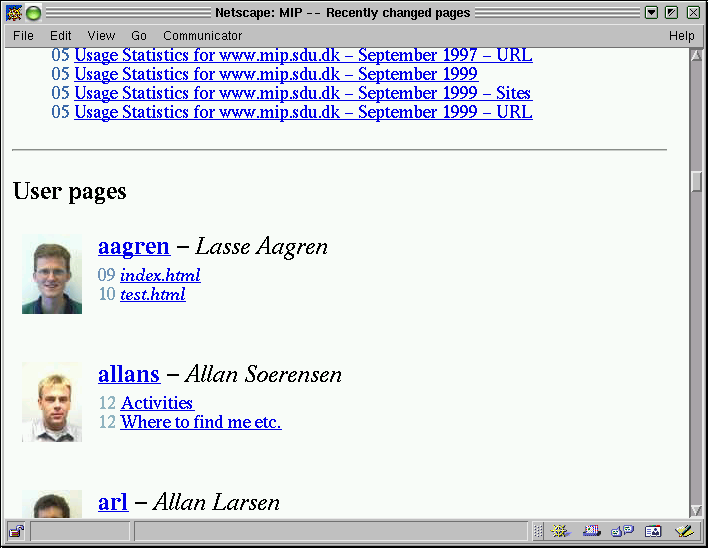 Netscape: MIP -- Recently changed pages
File Edit View Go Communicator Help
05 Usage Statistics for www.mip.sdu.dk – September 1997 – URL
05 Usage Statistics for www.mip.sdu.dk – September 1999
05 Usage Statistics for www.mip.sdu.dk – September 1999 – Sites
05 Usage Statistics for www.mip.sdu.dk – September 1999 – URL
User pages
aagren – Lasse Aagren
09 index.html
10 test.html
allans – Allan Soerensen
12 Activities
12 Where to find me etc.
arl – Allan Larsen